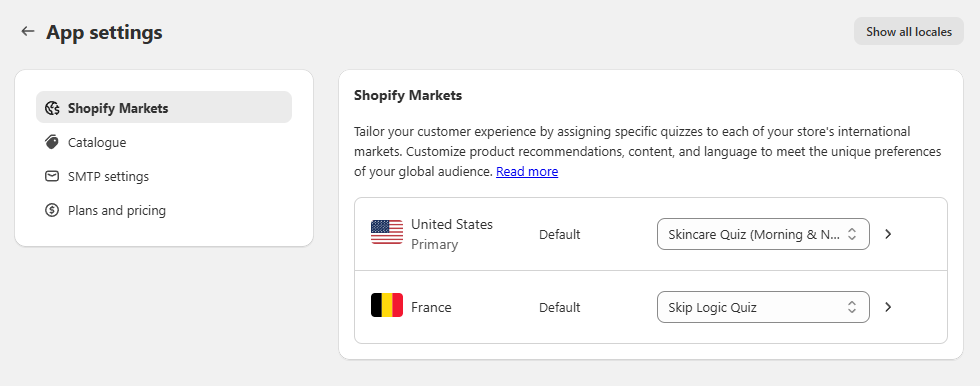 App settings
Show all locales
Shopify Markets
Catalogue
SMTP settings
Plans and pricing
Shopify Markets
Tailor your customer experience by assigning specific quizzes to each of your store's international
markets. Customize product recommendations, content, and language to meet the unique preferences
of your global audience. Read more
United States
Primary
Default
Skincare Quiz (Morning & N...
France
Default
Skip Logic Quiz